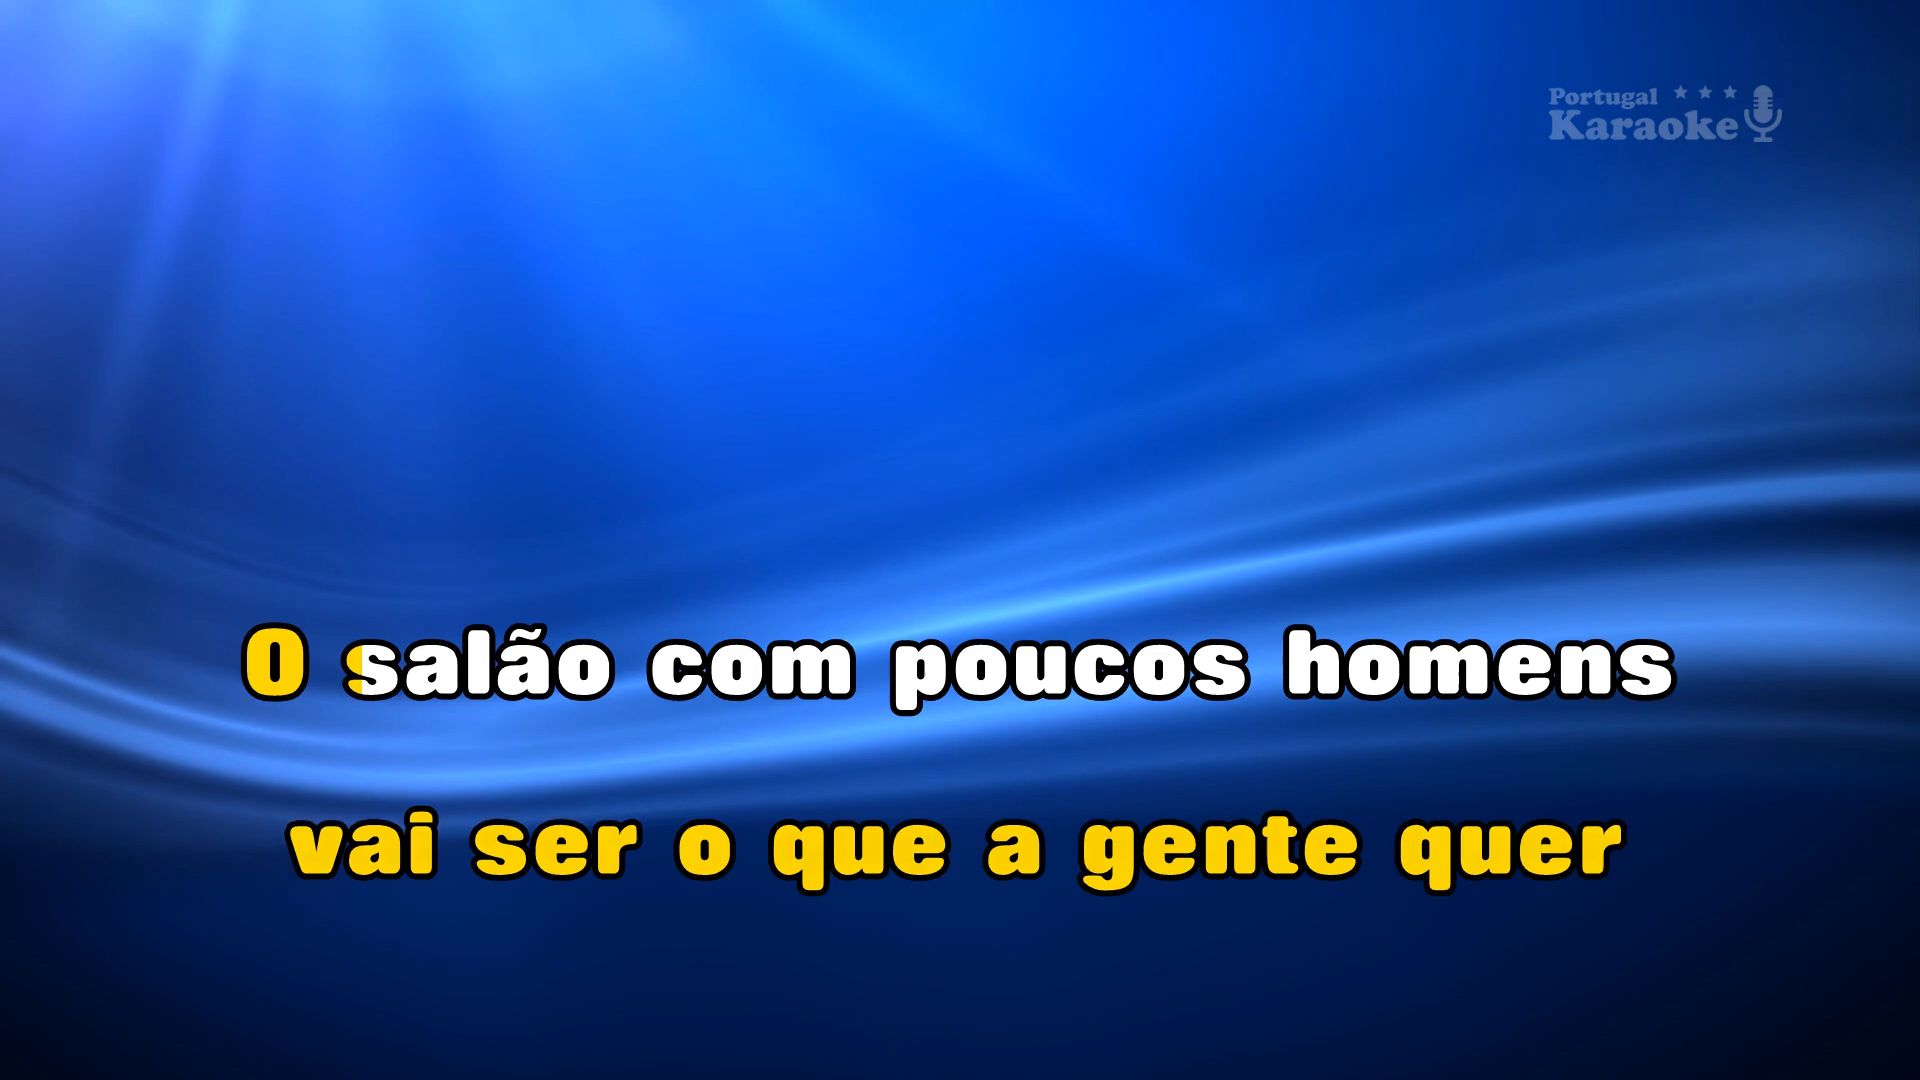 Portugal
Karaoke
O salão com poucos homens
vai ser o que a gente quer